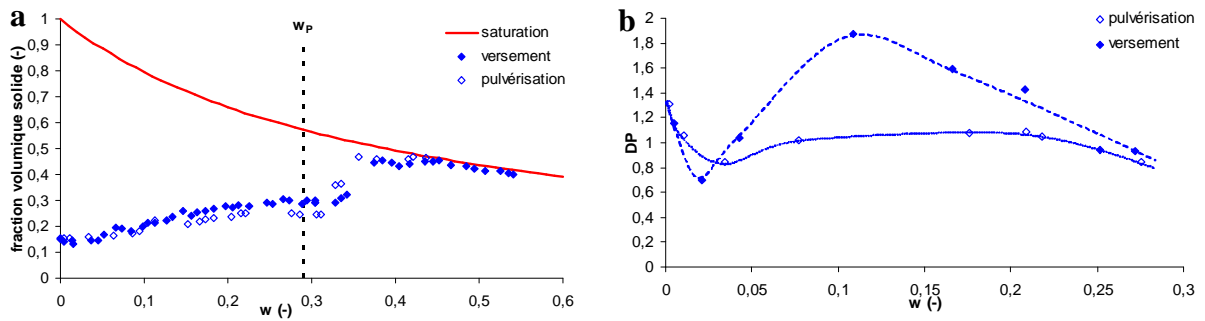 a
fraction volumique solide (-)
1
0,9
0,8
0,7
0,6
0,5
0,4
0,3
0,2
0,1
0
w_P
saturation
versement
pulvérisation
0 0,1 0,2 0,3 0,4 0,5 0,6
w (-)
b
DP
2
1,8
1,6
1,4
1,2
1
0,8
0,6
0,4
0,2
0
pulvérisation
versement
0 0,05 0,1 0,15 0,2 0,25 0,3
w (-)